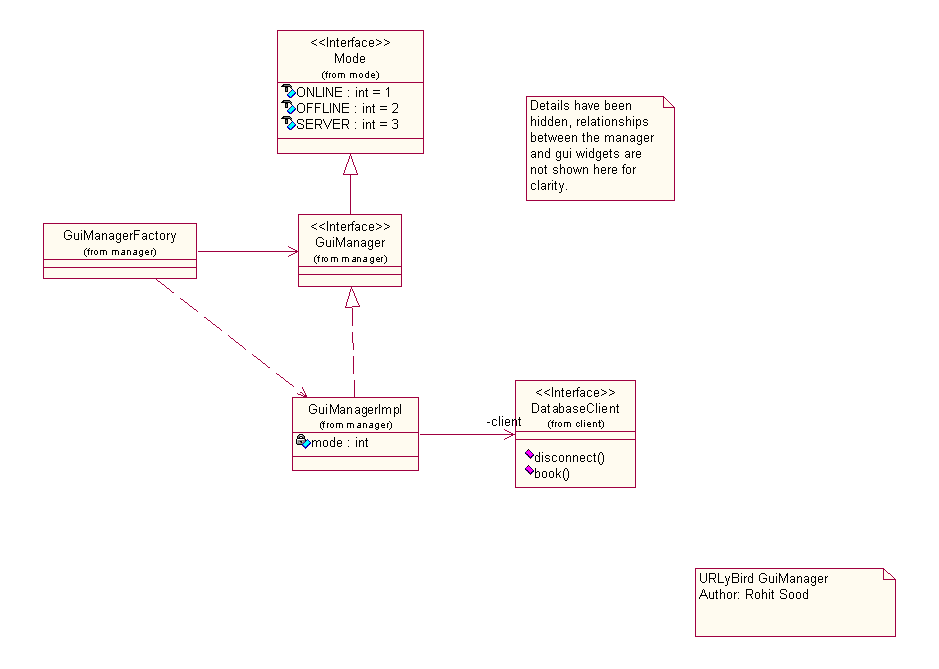 <<Interface>>
Mode
(from mode)
ONLINE : int = 1
OFFLINE : int = 2
SERVER : int = 3
Details have been
hidden, relationships
between the manager
and gui widgets are
not shown here for
clarity.
GuiManagerFactory
(from manager)
<<Interface>>
GuiManager
(from manager)
GuiManagerImpl
(from manager)
mode : int
-client
<<Interface>>
DatabaseClient
(from client)
disconnect()
book()
URLyBird GuiManager
Author: Rohit Sood